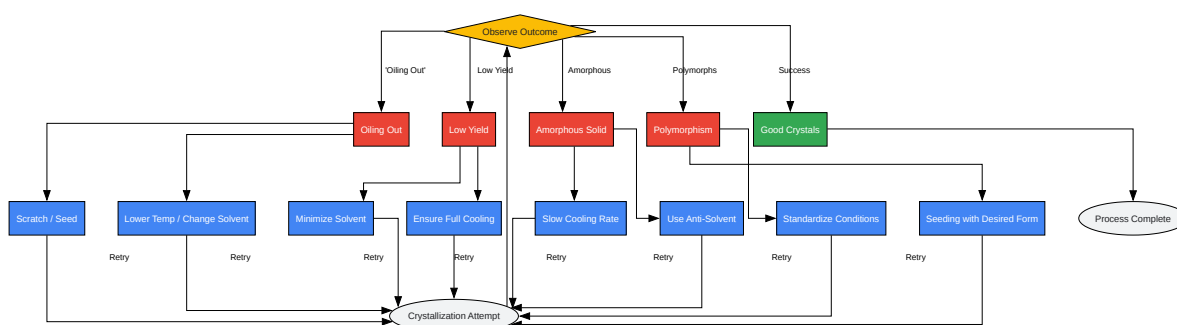 Observe Outcome
'Oiling Out'
Low Yield
Amorphous
Polymorphs
Success
Oiling Out
Low Yield
Amorphous Solid
Polymorphism
Good Crystals
Scratch / Seed
Lower Temp / Change Solvent
Minimize Solvent
Ensure Full Cooling
Slow Cooling Rate
Use Anti-Solvent
Standardize Conditions
Seeding with Desired Form
Process Complete
Retry
Retry
Retry
Retry
Retry
Retry
Retry
Retry
Crystallization Attempt